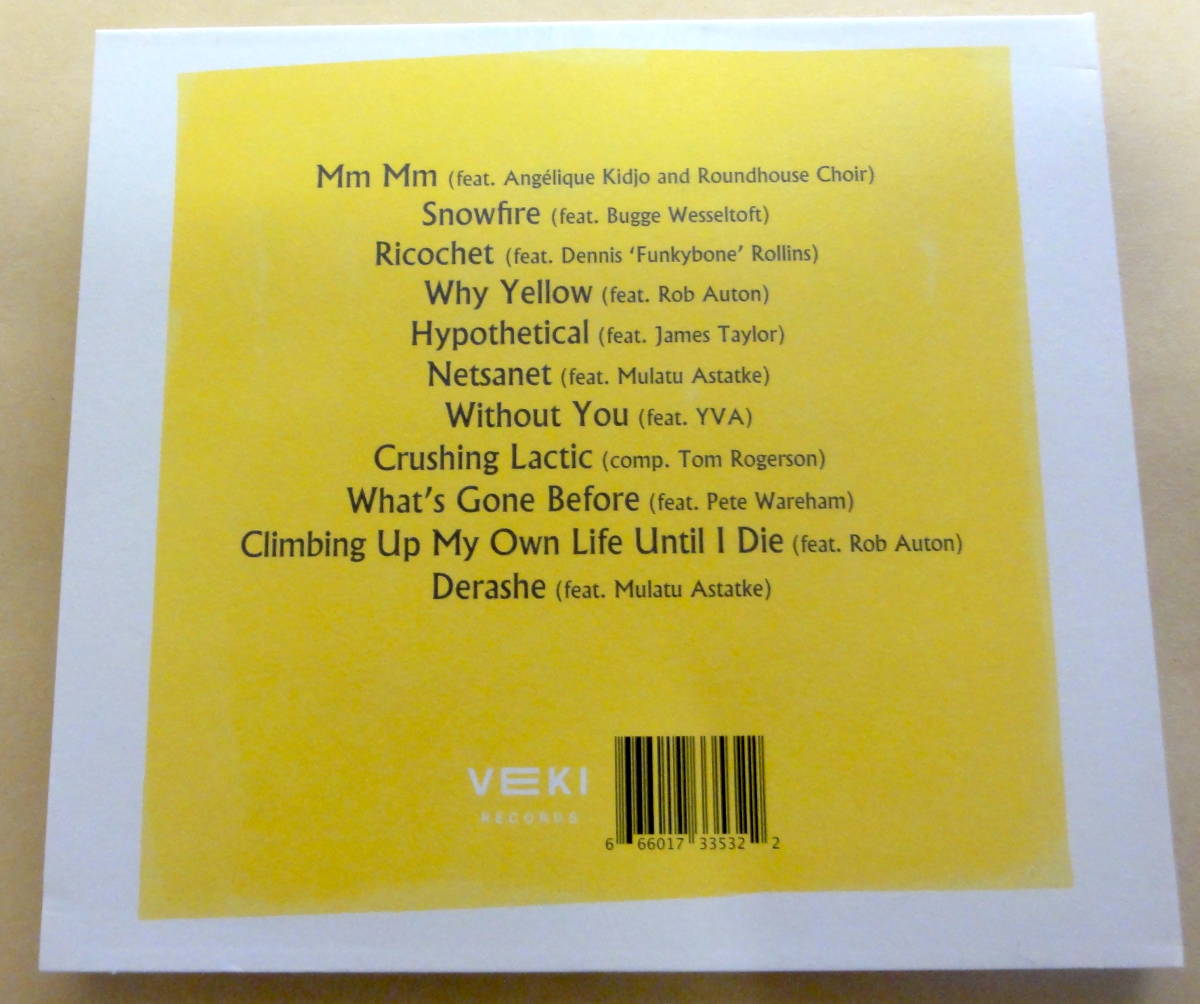 Mm Mm (feat. Angélique Kidjo and Roundhouse Choir)
Snowfire (feat. Bugge Wesseltoft)
Ricochet (feat. Dennis ‘Funkybone’ Rollins)
Why Yellow (feat. Rob Auton)
Hypothetical (feat. James Taylor)
Netsanet (feat. Mulatu Astatke)
Without You (feat. YVA)
Crushing Lactic (comp. Tom Rogerson)
What’s Gone Before (feat. Pete Wareham)
Climbing Up My Own Life Until I Die (feat. Rob Auton)
Derashe (feat. Mulatu Astatke)
VEKI
RECORDS
6 66017 33532 2